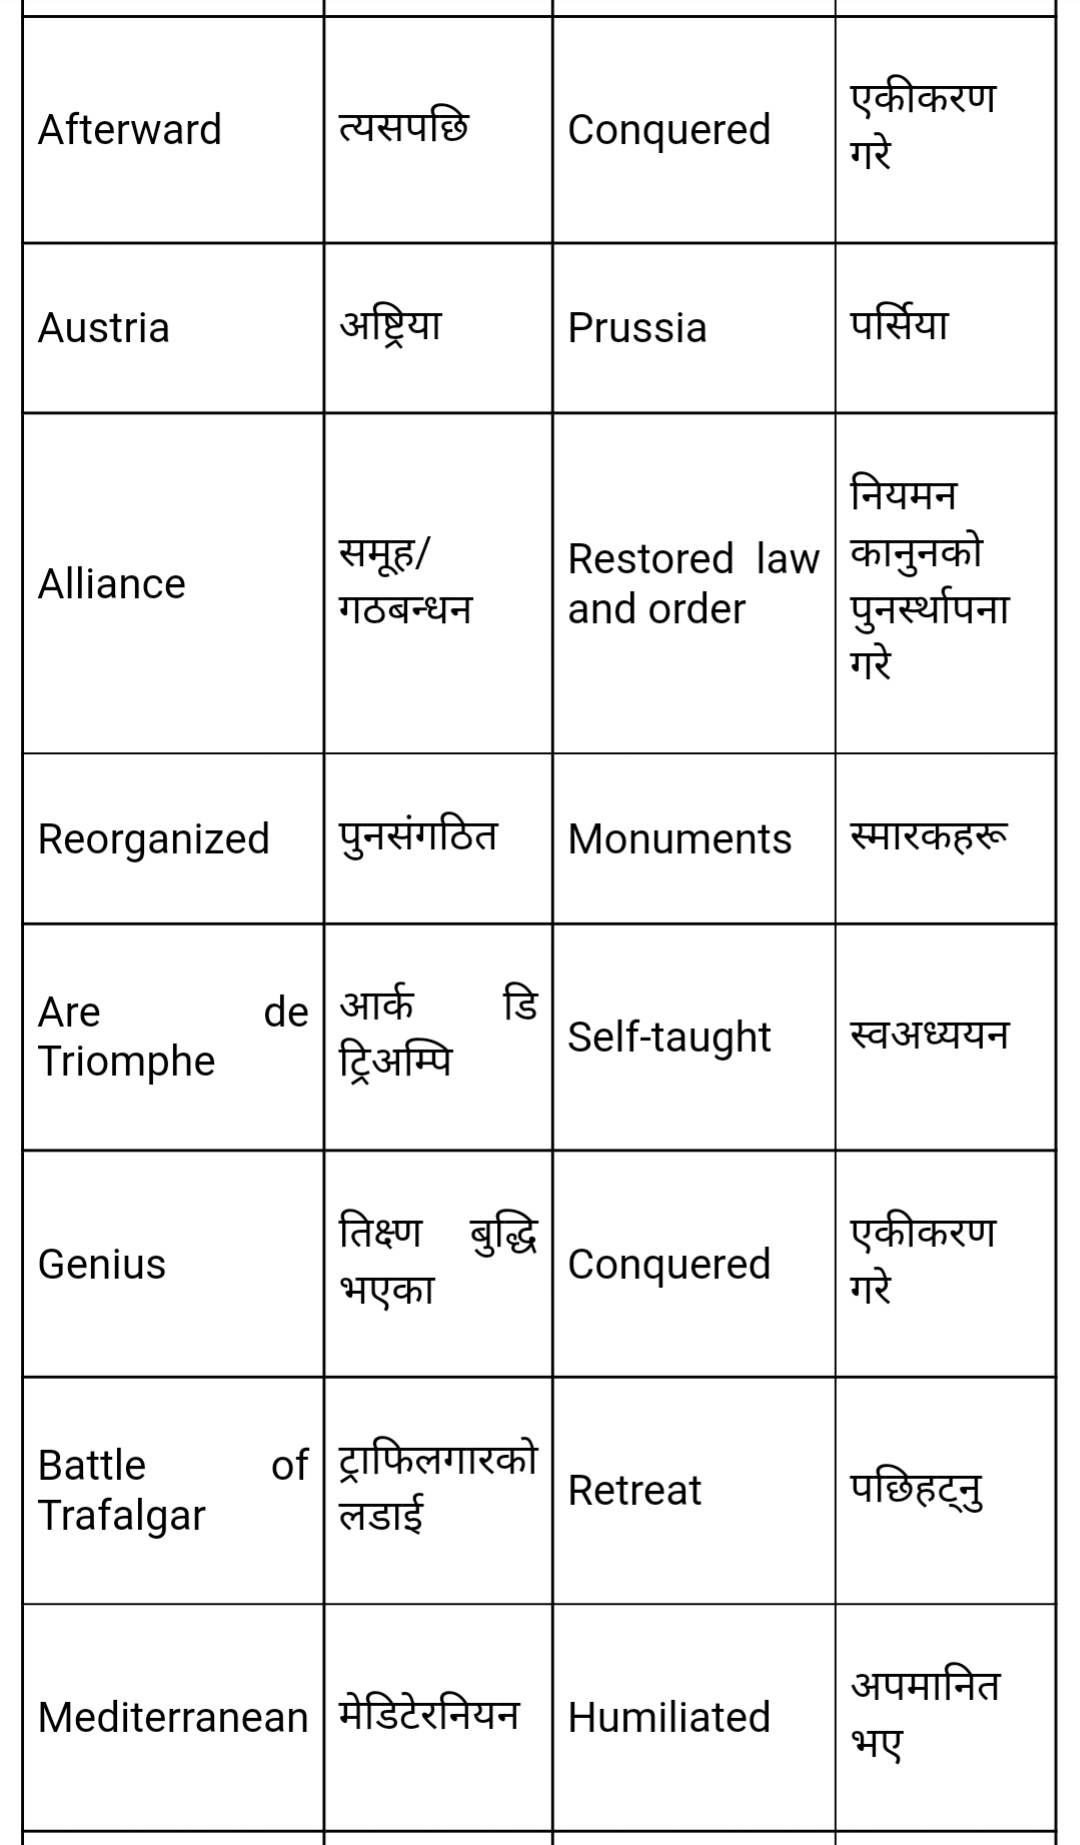 Afterward त्यसपछि Conquered एकीकरण
गरे
Austria अष्ट्रिया Prussia पर्सिया
Alliance समूह/
गठबन्धन
Restored law
and order
नियमन
कानुनको
पुनर्स्थापना
गरे
Reorganized पुनसंगठित Monuments स्मारकहरू
Are de
Triomphe
आर्क डि
ट्रिअम्पि
Self-taught स्वअध्ययन
Genius तिक्ष्ण बुद्धि
भएका
Conquered एकीकरण
गरे
Battle of
Trafalgar
ट्राफिलगारको
लडाई
Retreat पछिहट्नु
Mediterranean मेडिटेरनियन Humiliated अपमानित
भए